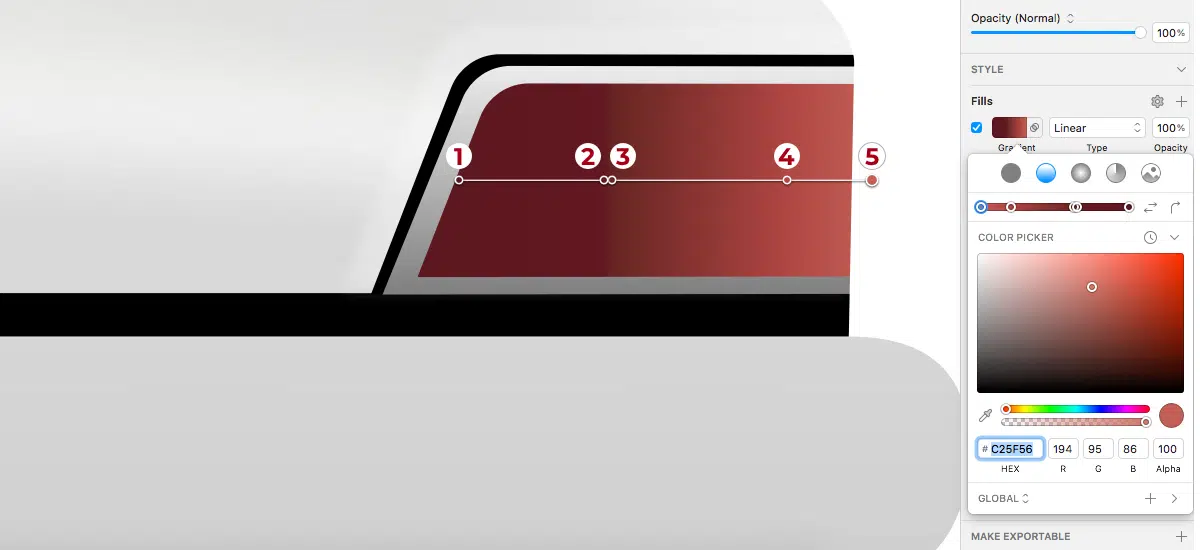 Opacity (Normal)
100%
STYLE
Fills
Linear
100%
Gradient
Type
Opacity
1
2
3
4
5
COLOR PICKER
# C25F56
194
95
86
100
HEX
R
G
B
Alpha
GLOBAL
MAKE EXPORTABLE